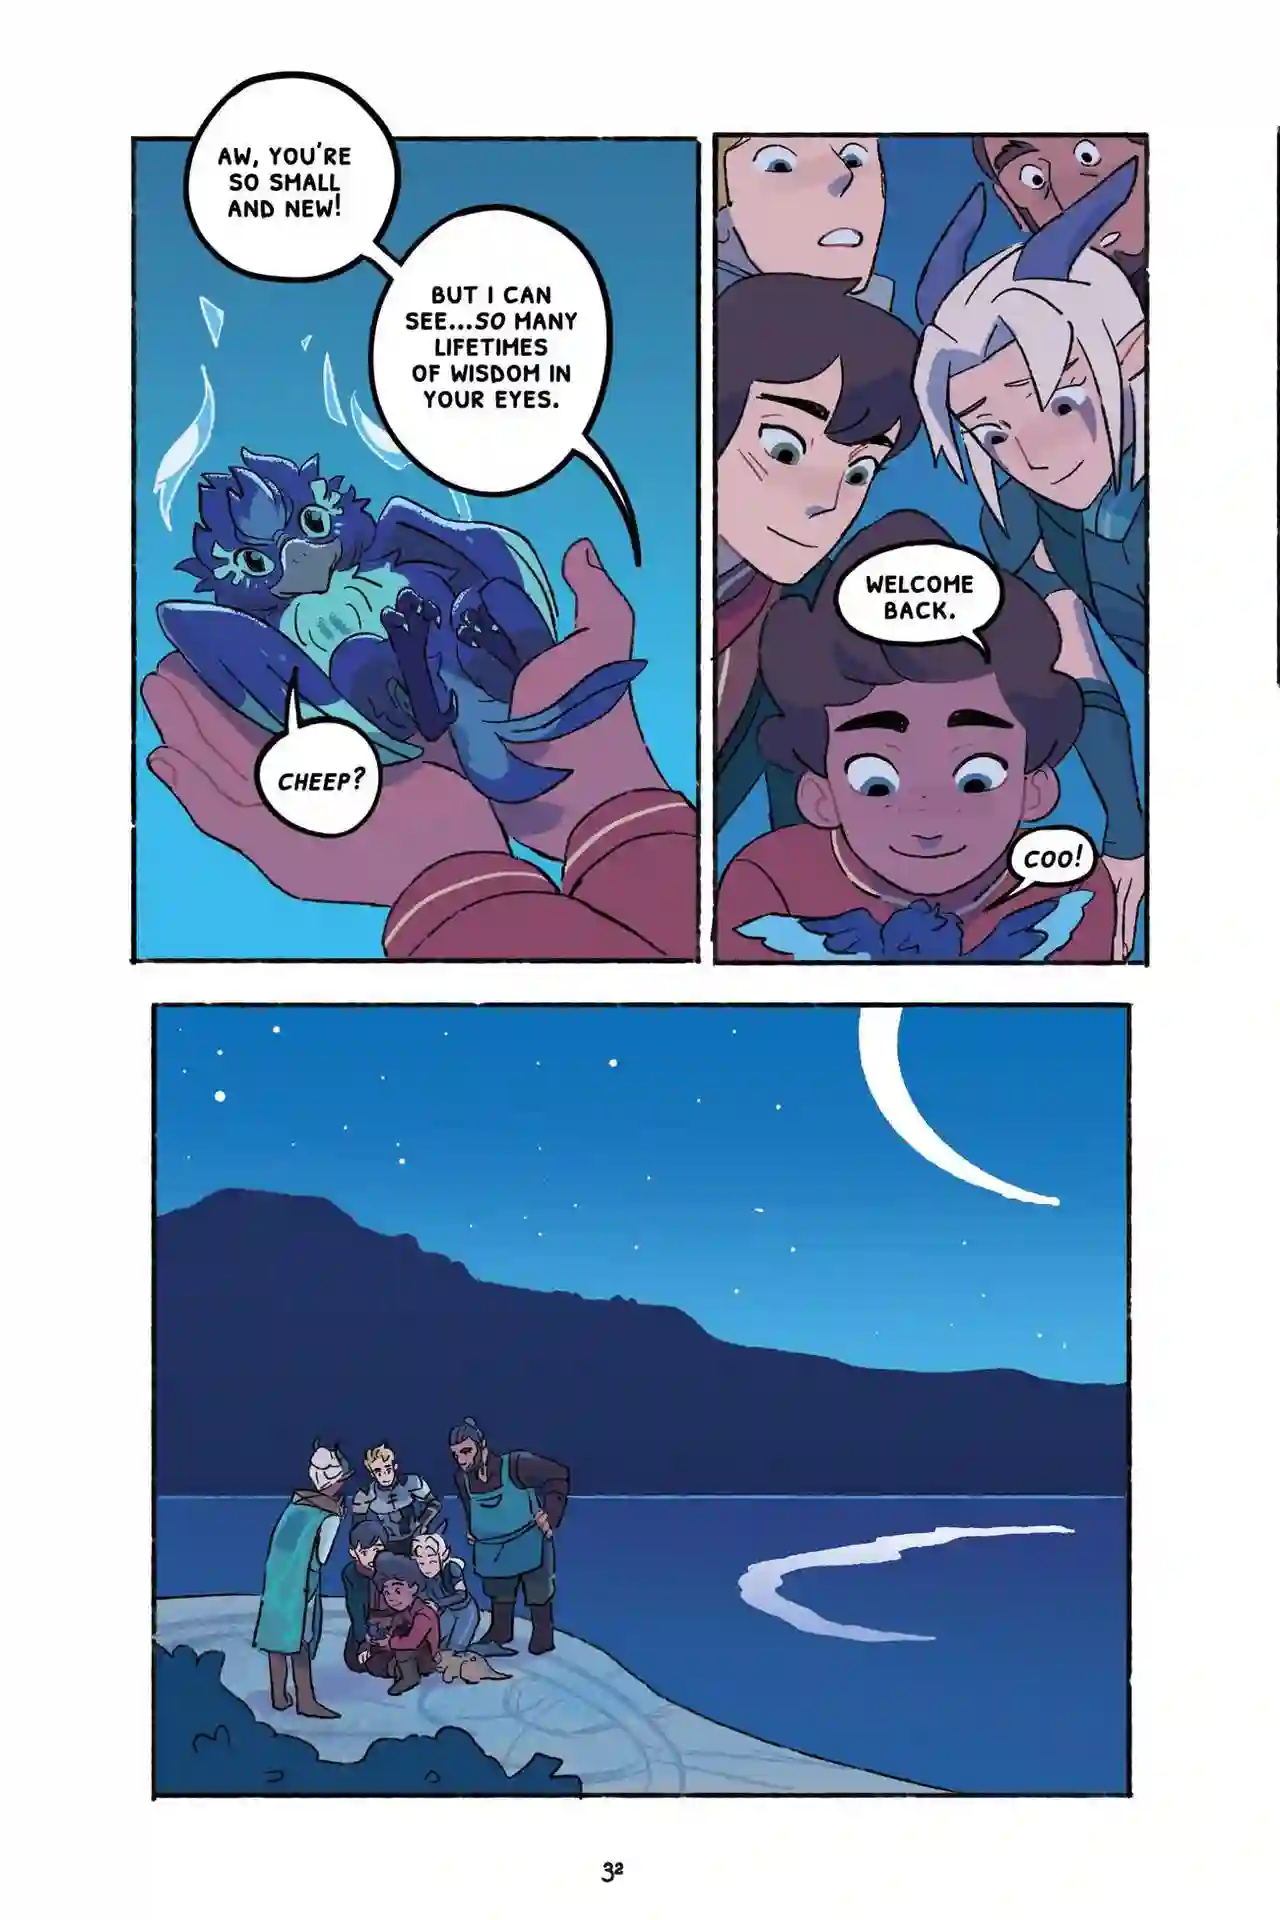 AW, YOU'RE
SO SMALL
AND NEW!
BUT I CAN
SEE...SO MANY
LIFETIMES
OF WISDOM IN
YOUR EYES.
CHEEP?
WELCOME
BACK.
COO!
32